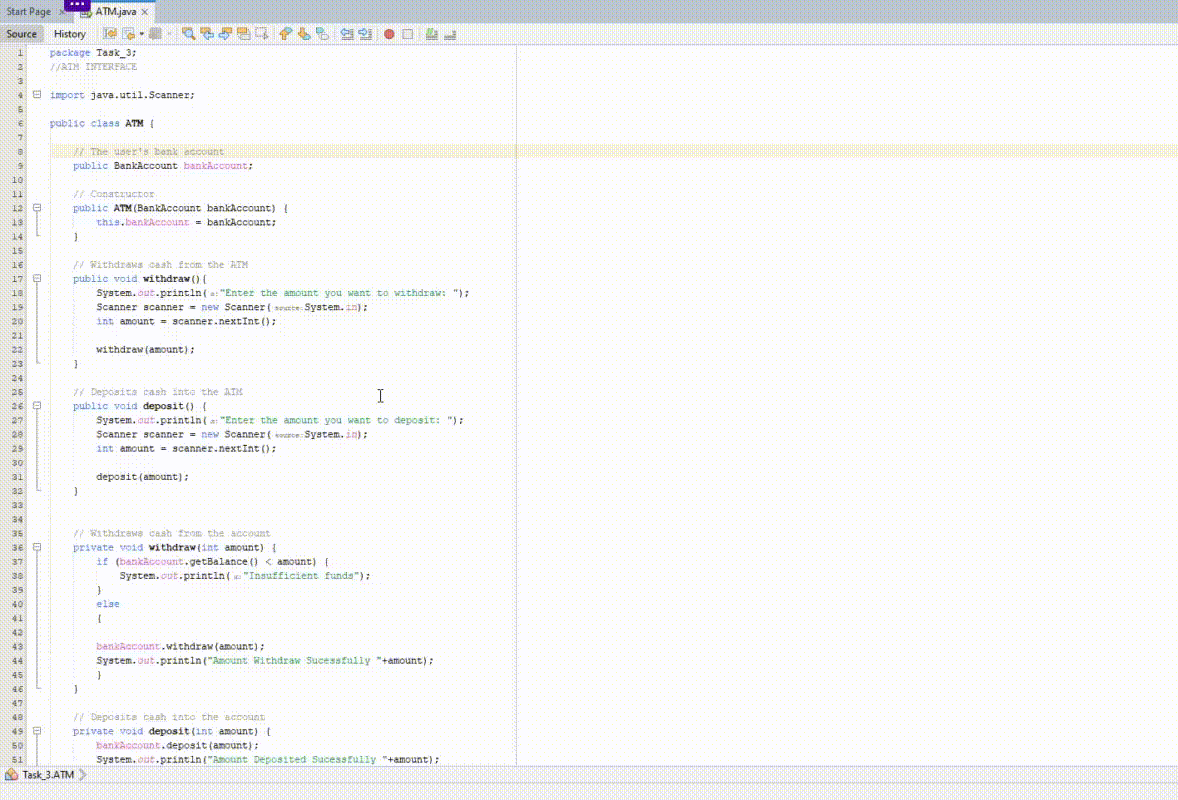 Start Page
ATM.java
Source History
1 package Task_3;
2 //ATM INTERFACE
3
4 import java.util.Scanner;
5
6 public class ATM {
7
8 // The user's bank account
9 public BankAccount bankAccount;
10
11 // Constructor
12 public ATM(BankAccount bankAccount) {
13 this.bankAccount = bankAccount;
14 }
15
16 // Withdraws cash from the ATM
17 public void withdraw(){
18 System.out.println(s:"Enter the amount you want to withdraw: ");
19 Scanner scanner = new Scanner(source:System.in);
20 int amount = scanner.nextInt();
21
22 withdraw(amount);
23 }
24
25 // Deposits cash into the ATM
26 public void deposit() {
27 System.out.println(s:"Enter the amount you want to deposit: ");
28 Scanner scanner = new Scanner(source:System.in);
29 int amount = scanner.nextInt();
30
31 deposit(amount);
32 }
33
34
35 // Withdraws cash from the account
36 private void withdraw(int amount) {
37 if (bankAccount.getBalance() < amount) {
38 System.out.println(s:"Insufficient funds");
39 }
40 else
41 {
42
43 bankAccount.withdraw(amount);
44 System.out.println("Amount Withdraw Sucessfully "+amount);
45 }
46 }
47
48 // Deposits cash into the account
49 private void deposit(int amount) {
50 bankAccount.deposit(amount);
51 System.out.println("Amount Deposited Sucessfully "+amount);
Task_3.ATM